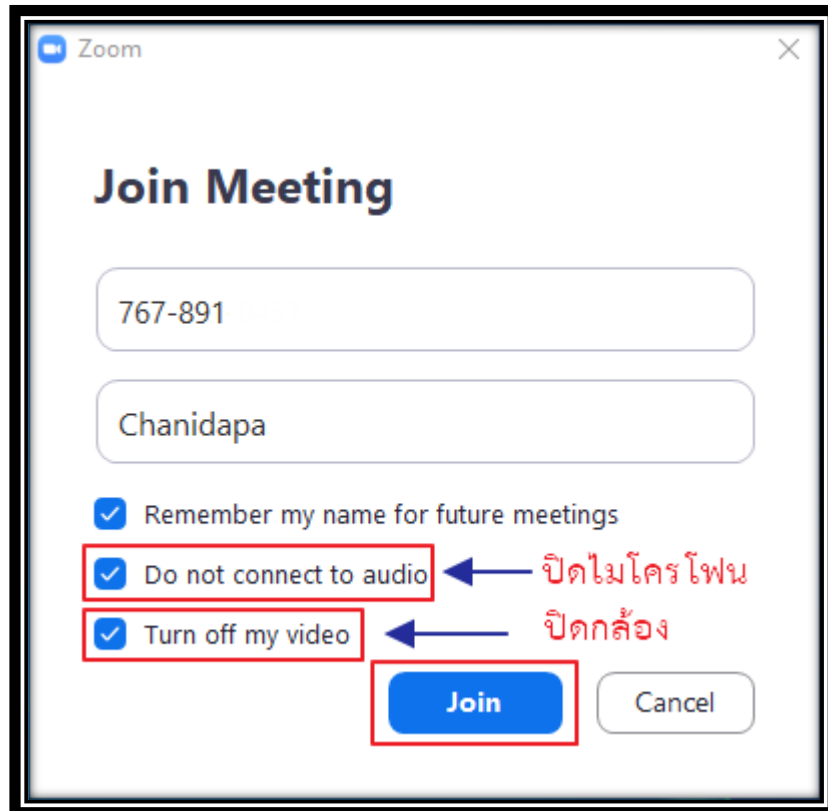 Zoom
Join Meeting
767-891
Chanidapa
Remember my name for future meetings
Do not connect to audio ปิดไมโครโฟน
Turn off my video ปิดกล้อง
Join Cancel